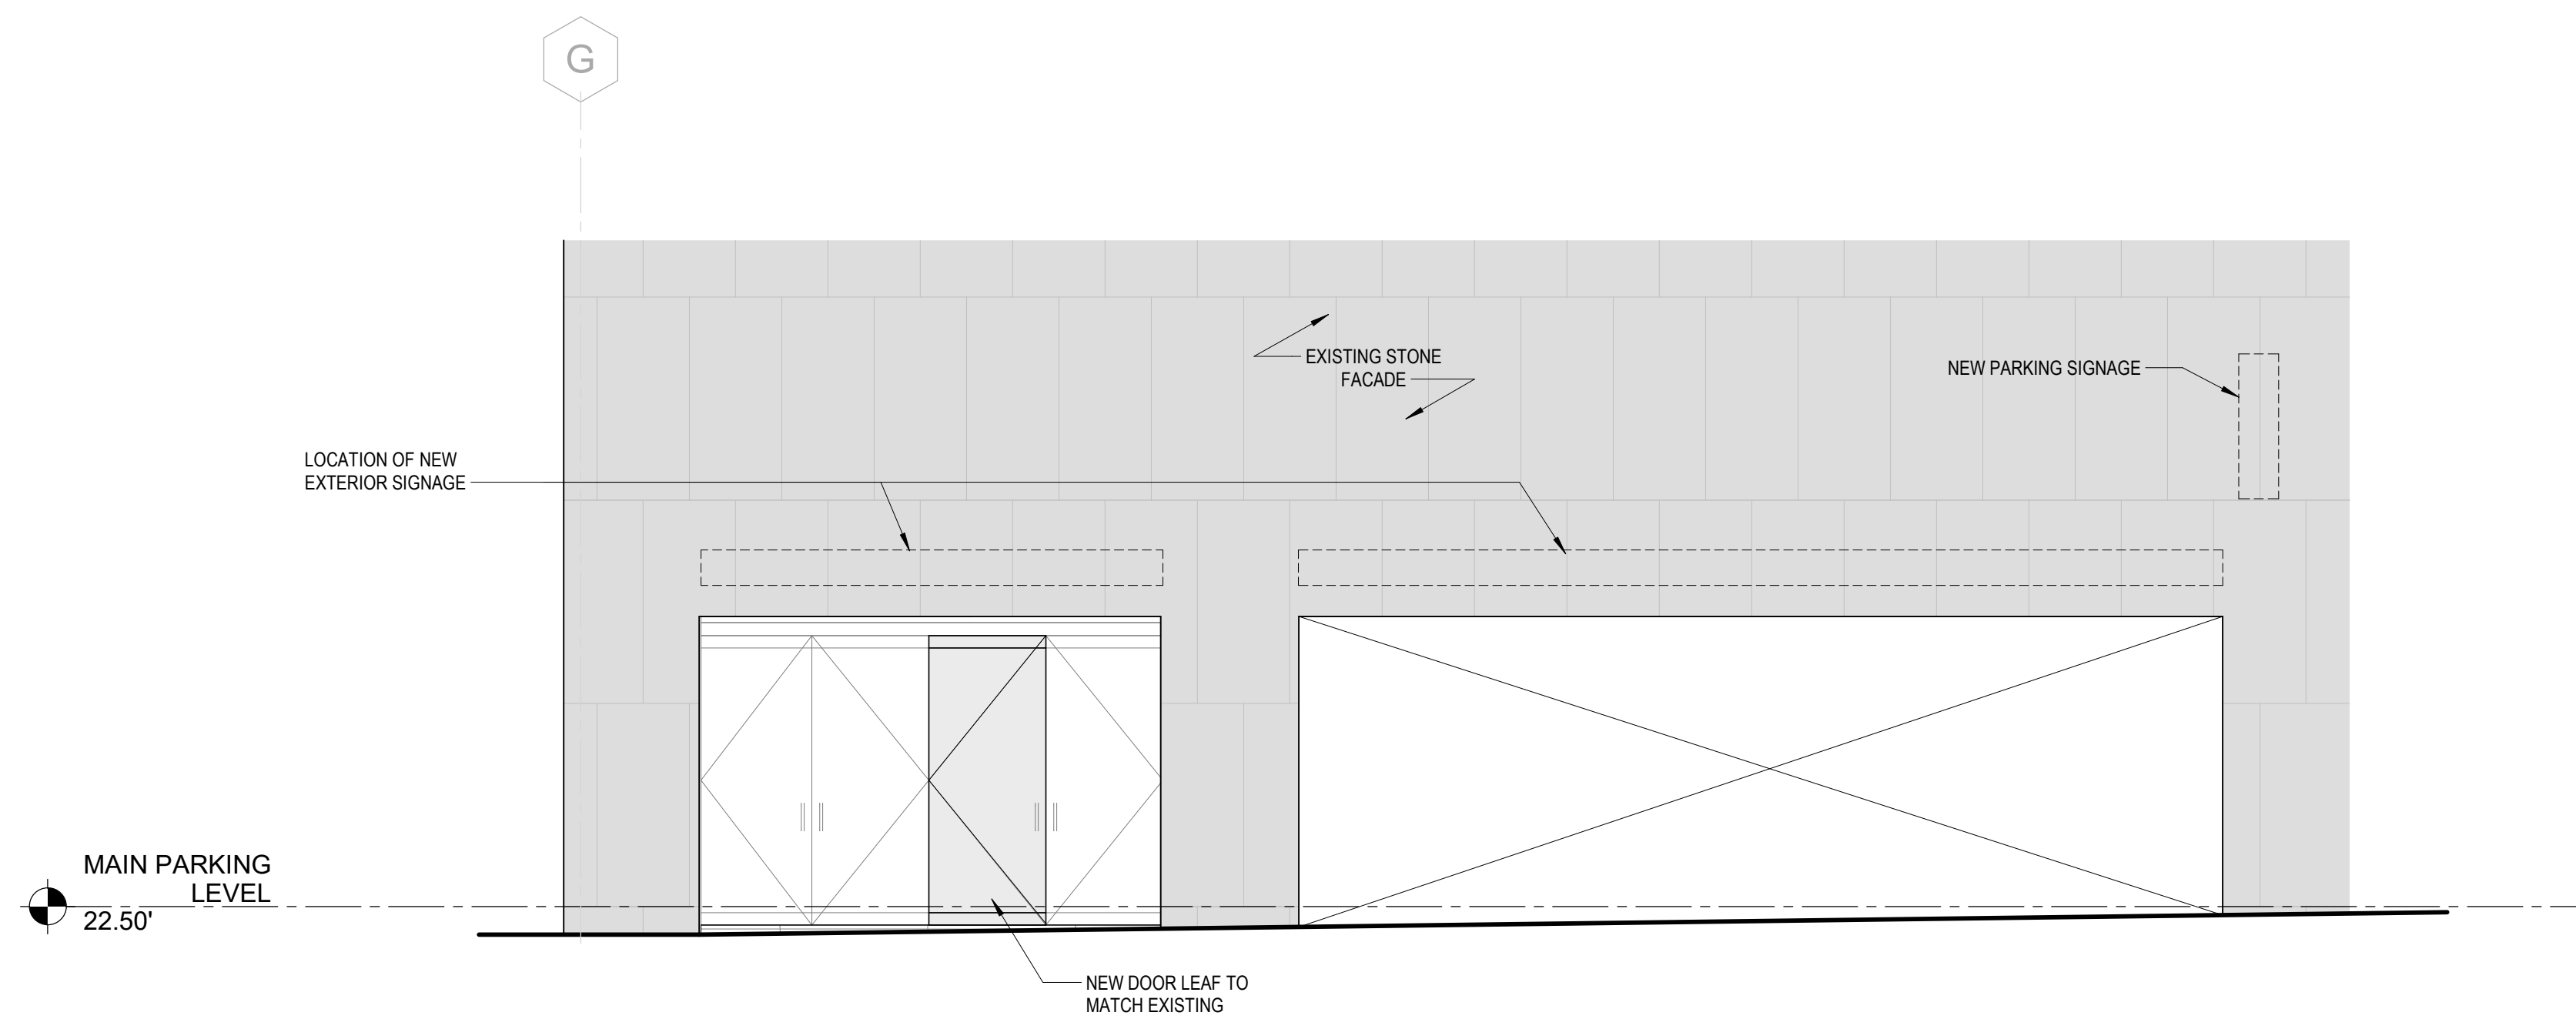 G
EXISTING STONE
FACADE
NEW PARKING SIGNAGE
LOCATION OF NEW
EXTERIOR SIGNAGE
MAIN PARKING
LEVEL
22.50'
NEW DOOR LEAF TO
MATCH EXISTING